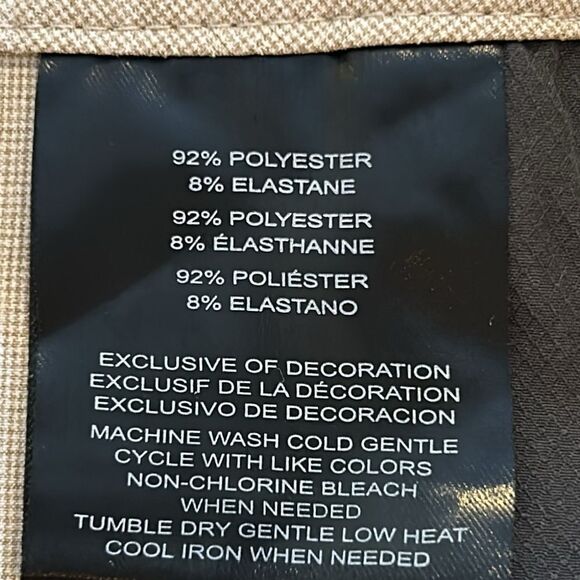 92% POLYESTER
8% ELASTANE
92% POLYESTER
8% ÉLASTHANNE
92% POLIÉSTER
8% ELASTANO
EXCLUSIVE OF DECORATION
EXCLUSIF DE LA DÉCORATION
EXCLUSIVO DE DECORACION
MACHINE WASH COLD GENTLE
CYCLE WITH LIKE COLORS
NON-CHLORINE BLEACH
WHEN NEEDED
TUMBLE DRY GENTLE LOW HEAT
COOL IRON WHEN NEEDED